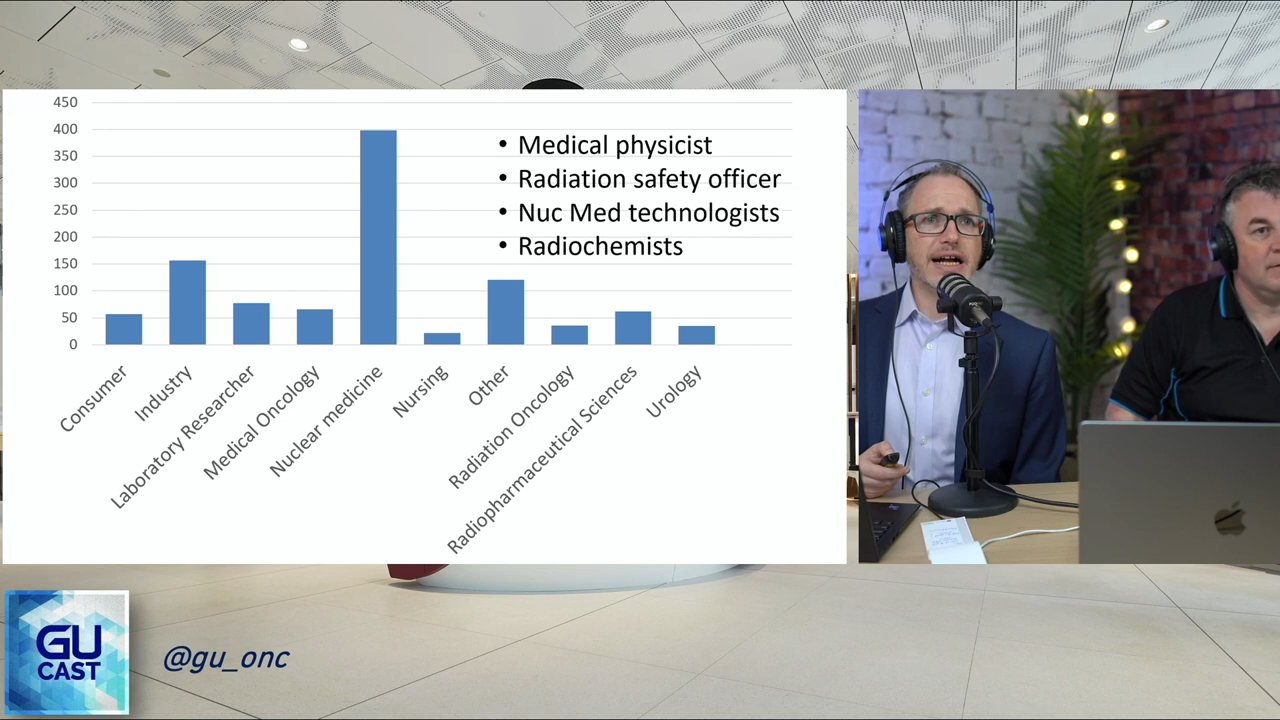 450
400
350
300
250
200
150
100
50
0
• Medical physicist
• Radiation safety officer
• Nuc Med technologists
• Radiochemists
Consumer
Industry
Laboratory Researcher
Medical Oncology
Nuclear medicine
Nursing
Other
Radiation Oncology
Radiopharmaceutical Sciences
Urology
GU
CAST
@gu_onc